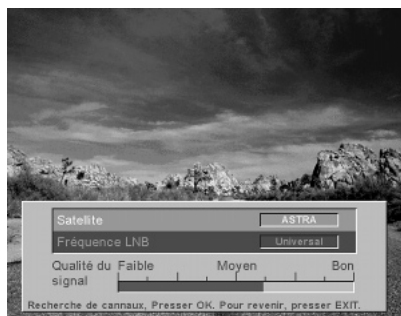 Satellite ASTRA
Fréquence LNB Universal
Qualité du signal Faible Moyen Bon
Recherche de cannaux, Presser OK. Pour revenir, presser EXIT.